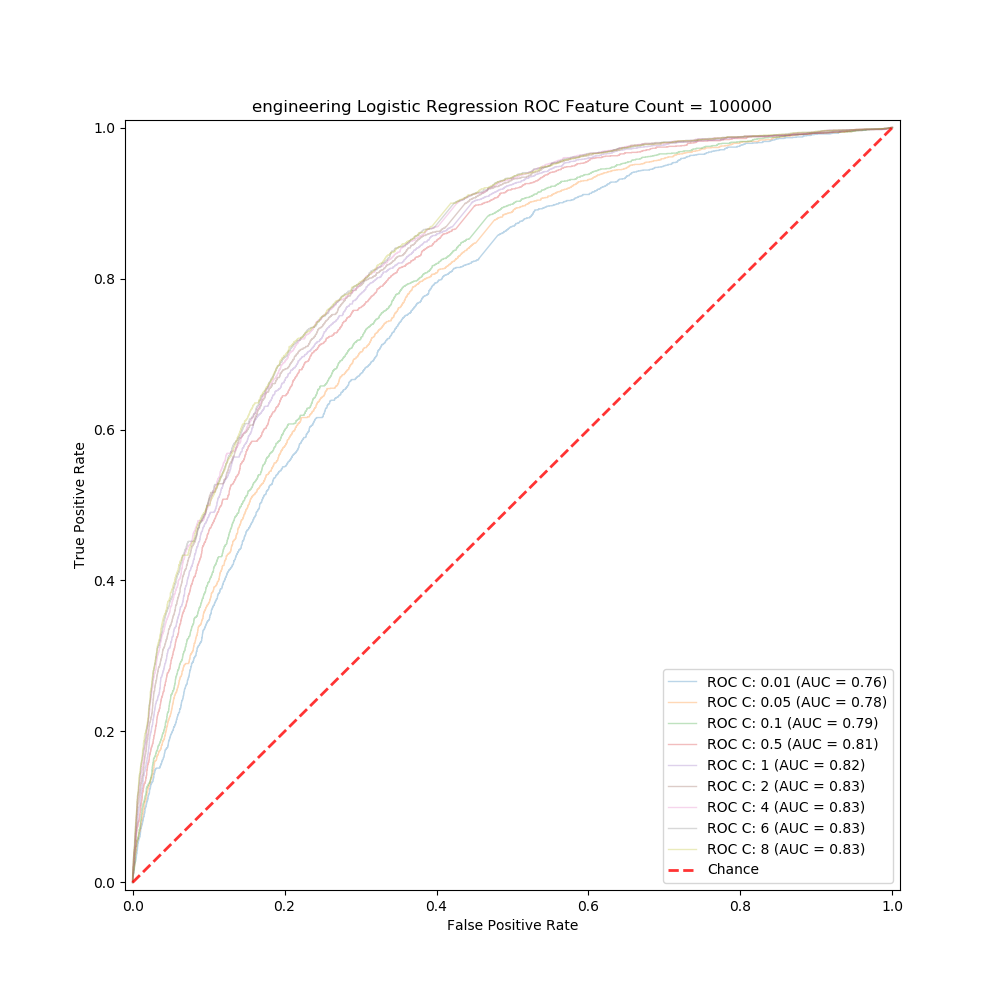 engineering Logistic Regression ROC Feature Count = 100000
1.0
0.8
0.6
0.4
0.2
0.0
True Positive Rate
0.0 0.2 0.4 0.6 0.8 1.0
False Positive Rate
ROC C: 0.01 (AUC = 0.76)
ROC C: 0.05 (AUC = 0.78)
ROC C: 0.1 (AUC = 0.79)
ROC C: 0.5 (AUC = 0.81)
ROC C: 1 (AUC = 0.82)
ROC C: 2 (AUC = 0.83)
ROC C: 4 (AUC = 0.83)
ROC C: 6 (AUC = 0.83)
ROC C: 8 (AUC = 0.83)
Chance